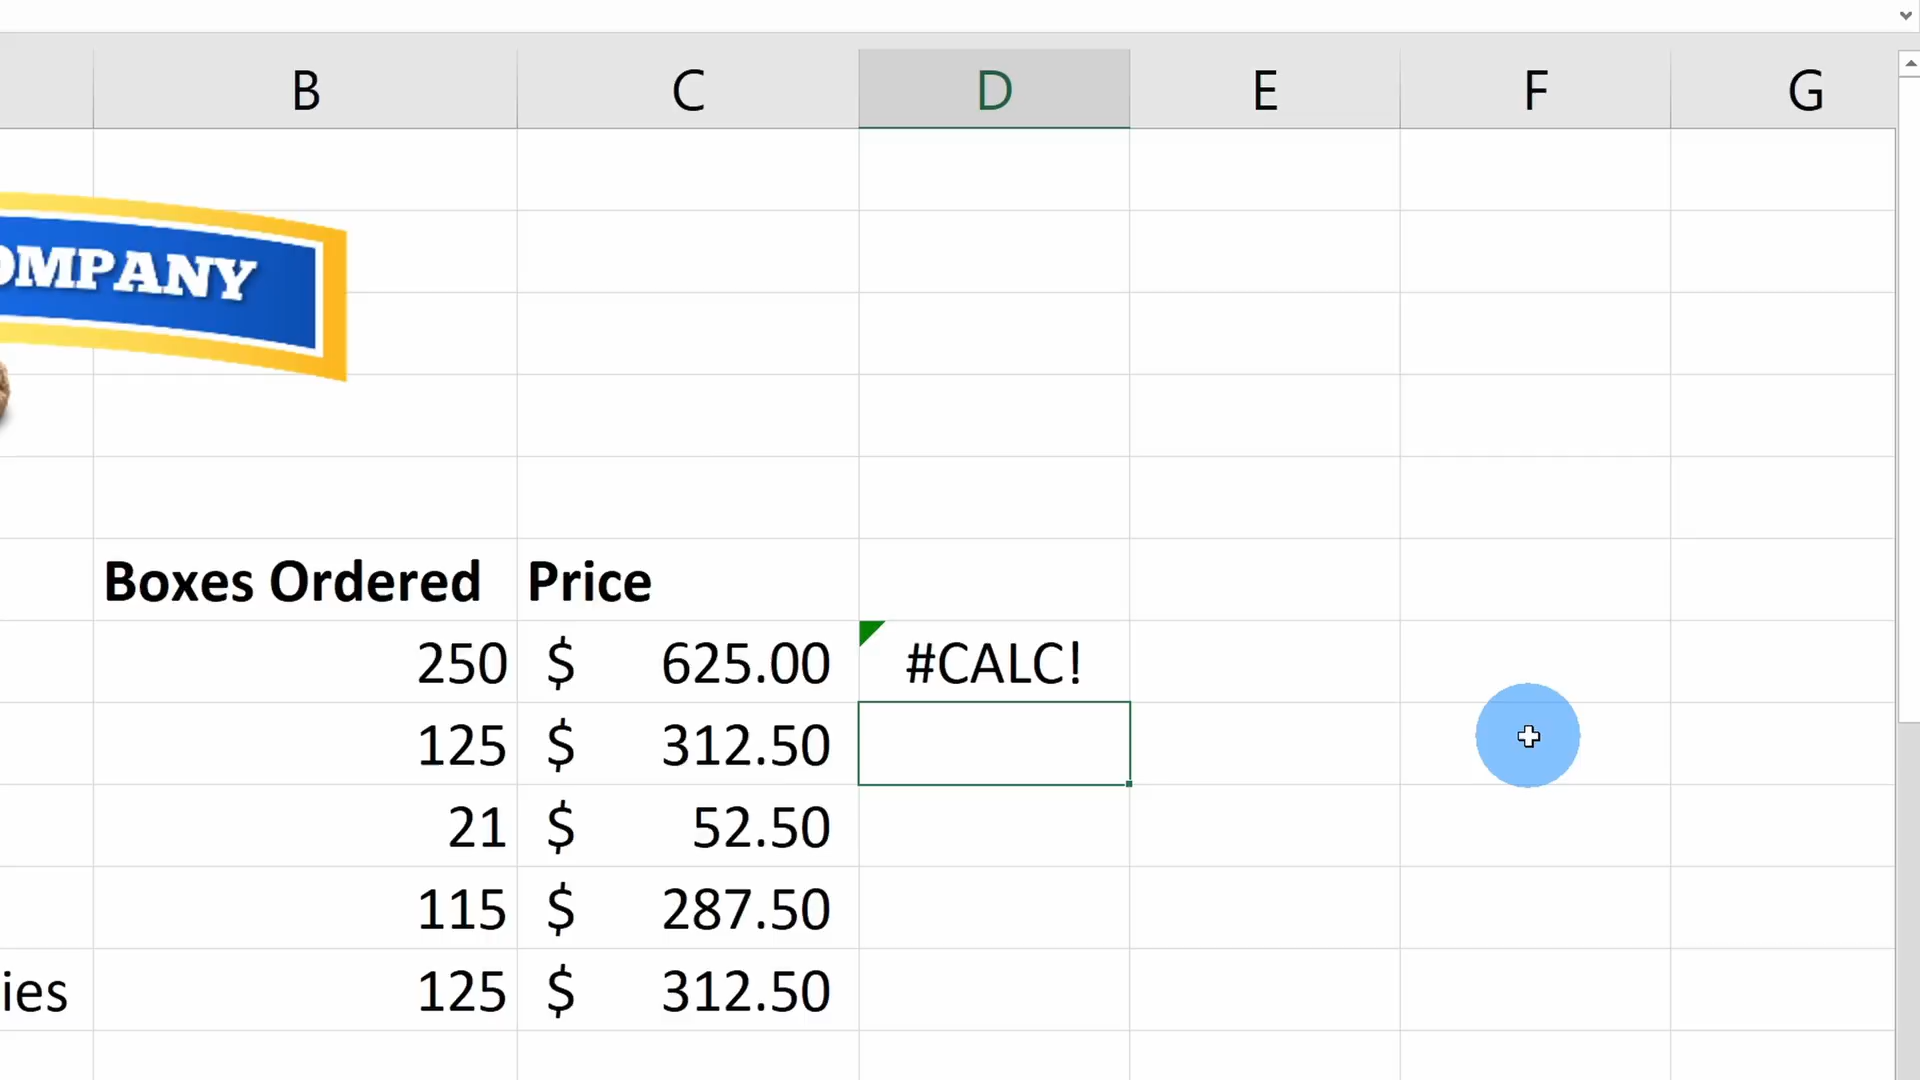 B C D E F G
OMPANY
Boxes Ordered Price
250 $ 625.00 #CALC!
125 $ 312.50
21 $ 52.50
115 $ 287.50
ies 125 $ 312.50